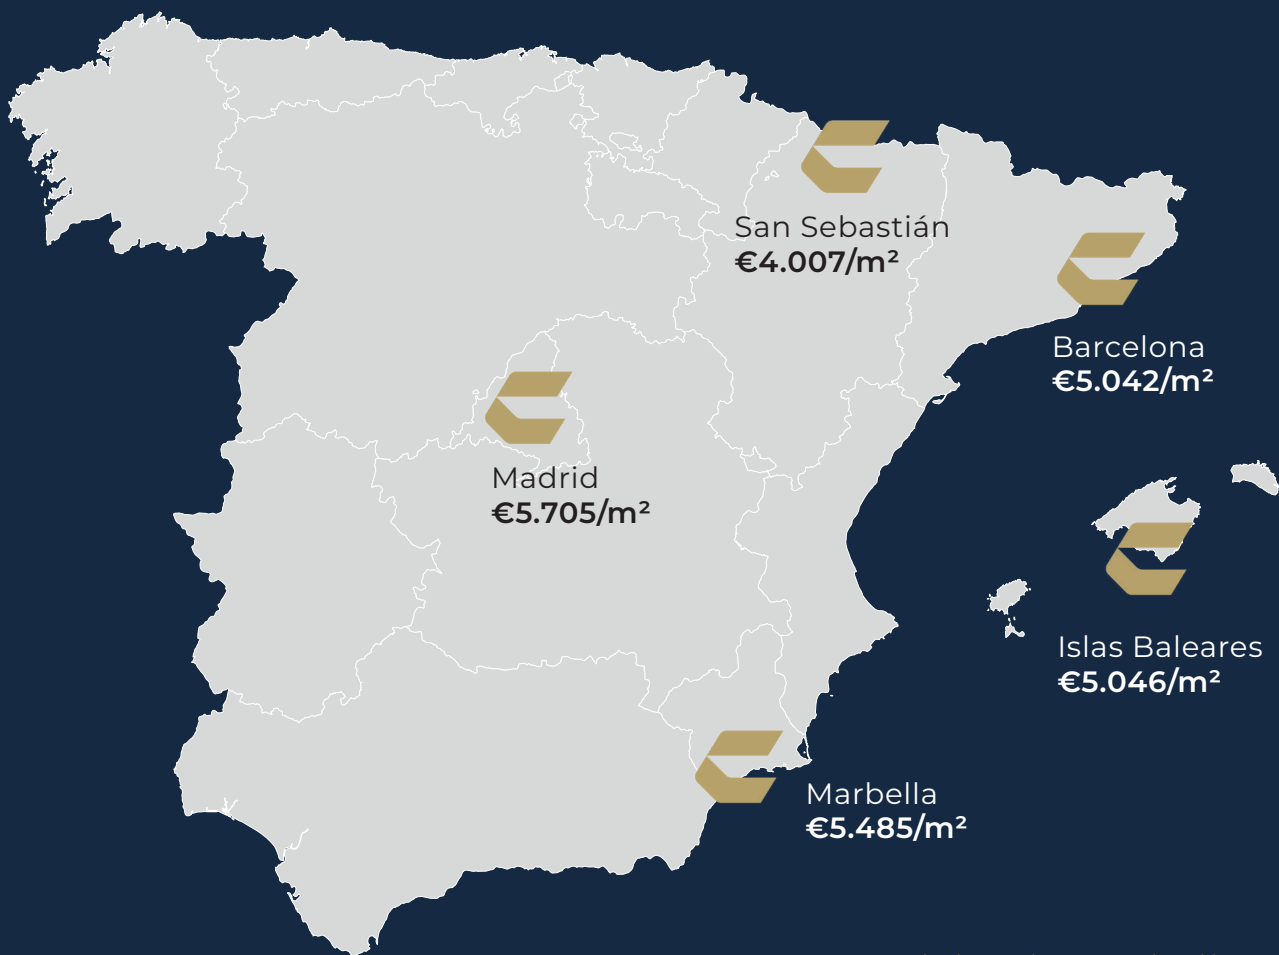 San Sebastián
€4.007/m²
Barcelona
€5.042/m²
Madrid
€5.705/m²
Islas Baleares
€5.046/m²
Marbella
€5.485/m²